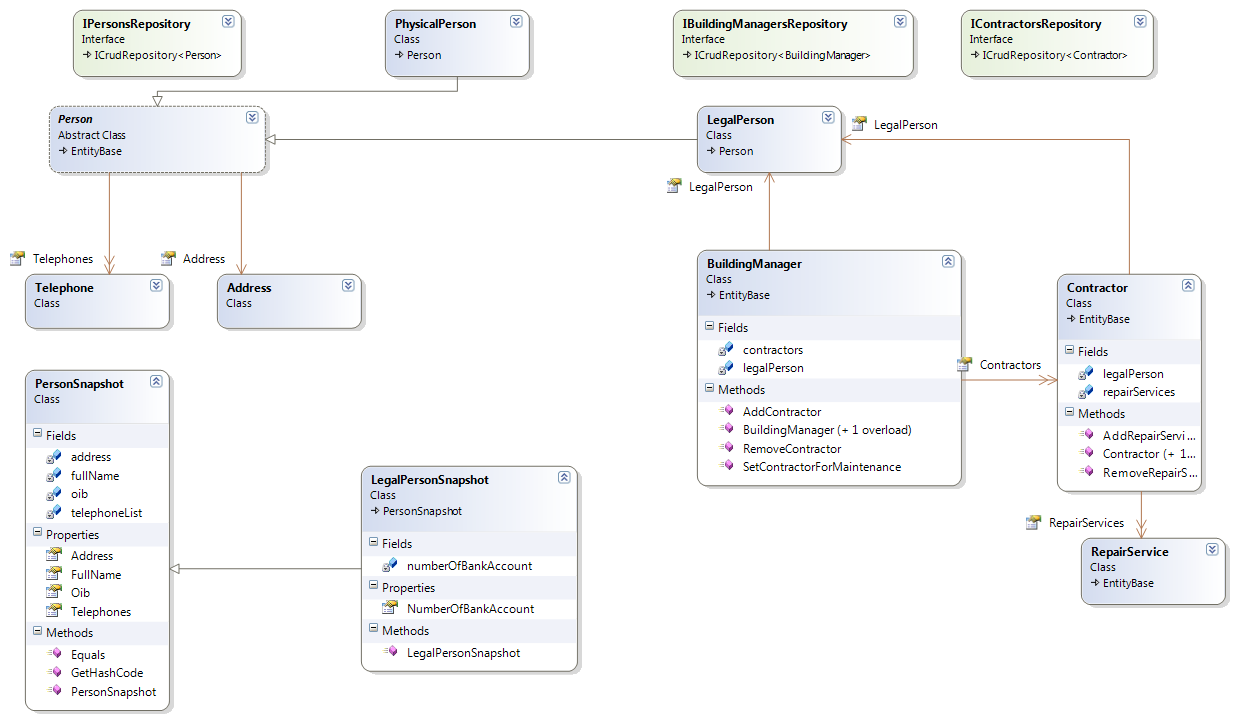 IPersonsRepository
Interface
ICrudRepository<Person>
PhysicalPerson
Class
Person
IBuildingManagersRepository
Interface
ICrudRepository<BuildingManager>
IContractorsRepository
Interface
ICrudRepository<Contractor>
Person
Abstract Class
EntityBase
LegalPerson
Class
Person
LegalPerson
LegalPerson
Telephones
Address
Telephone
Class
Address
Class
BuildingManager
Class
EntityBase
Fields
contractors
legalPerson
Methods
AddContractor
BuildingManager (+ 1 overload)
RemoveContractor
SetContractorForMaintenance
Contractors
Contractor
Class
EntityBase
Fields
legalPerson
repairServices
Methods
AddRepairServi...
Contractor (+ 1...
RemoveRepairS...
RepairServices
RepairService
Class
EntityBase
PersonSnapshot
Class
Fields
address
fullName
oib
telephoneList
Properties
Address
FullName
Oib
Telephones
Methods
Equals
GetHashCode
PersonSnapshot
LegalPersonSnapshot
Class
PersonSnapshot
Fields
numberOfBankAccount
Properties
NumberOfBankAccount
Methods
LegalPersonSnapshot